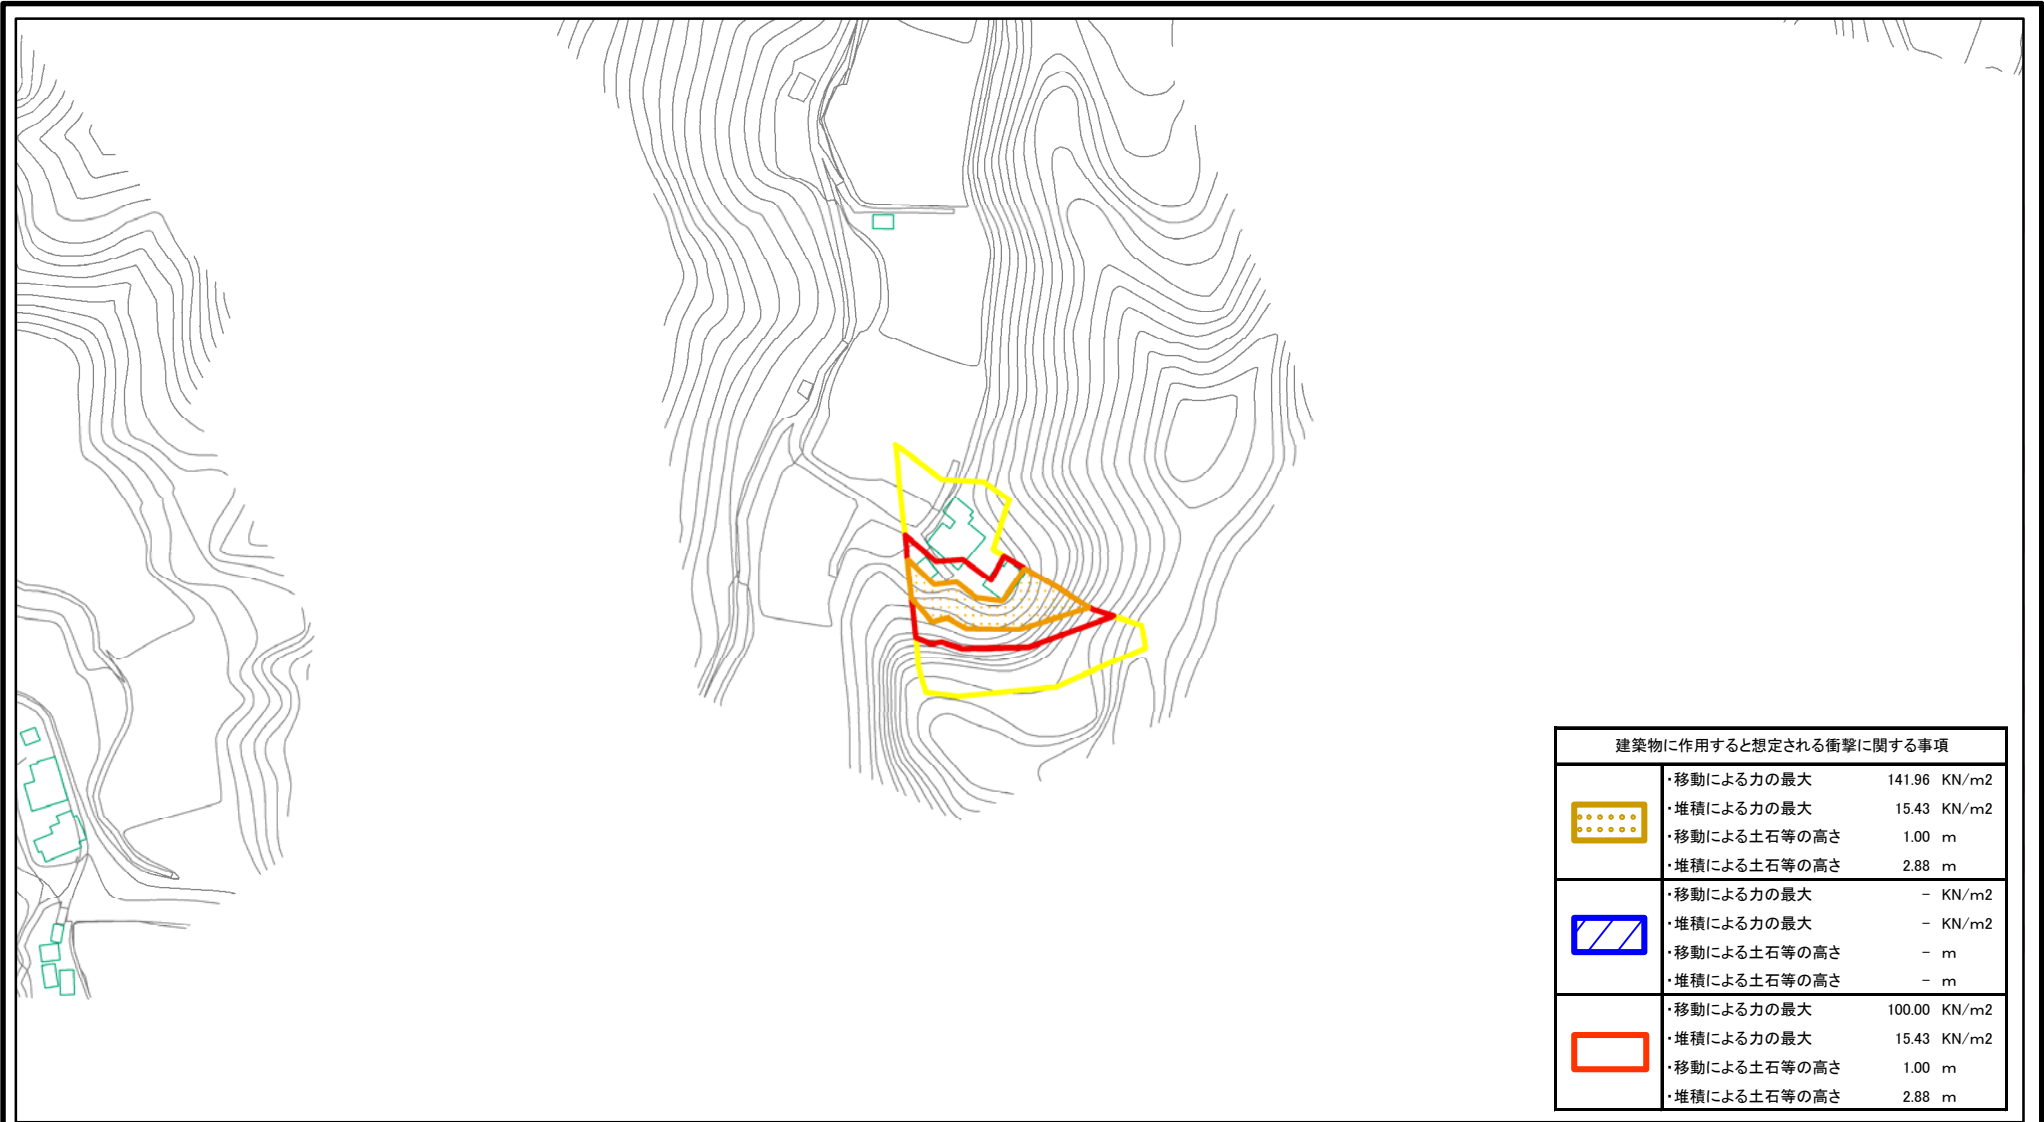 建築物に作用すると想定される衝撃に関する事項
・移動による力の最大 141.96 KN/m2
・堆積による力の最大 15.43 KN/m2
・移動による土石等の高さ 1.00 m
・堆積による土石等の高さ 2.88 m
・移動による力の最大 - KN/m2
・堆積による力の最大 - KN/m2
・移動による土石等の高さ - m
・堆積による土石等の高さ - m
・移動による力の最大 100.00 KN/m2
・堆積による力の最大 15.43 KN/m2
・移動による土石等の高さ 1.00 m
・堆積による土石等の高さ 2.88 m